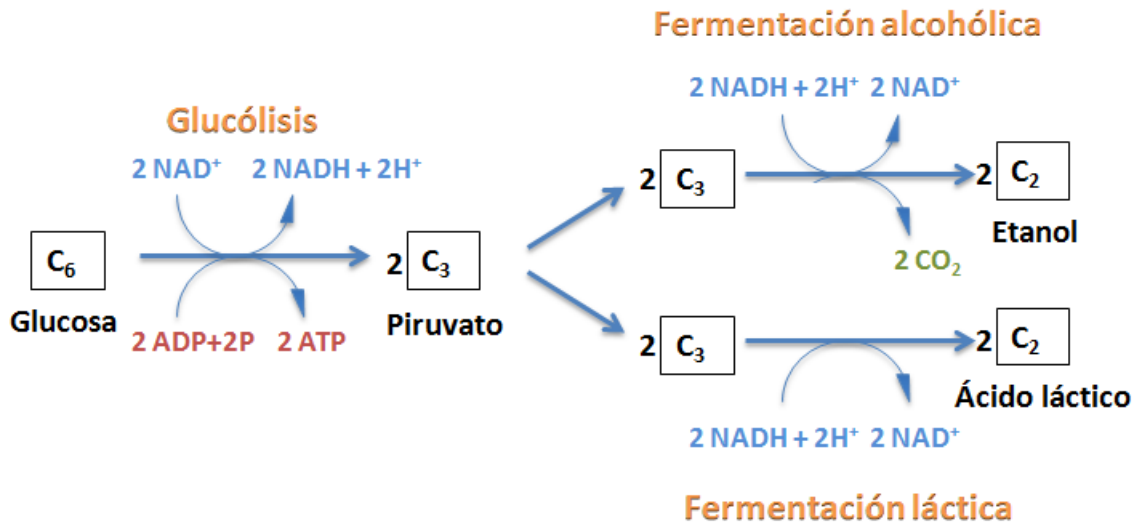 Fermentación alcohólica
2 NADH + 2H⁺ 2 NAD⁺
Glucólisis
2 NAD⁺ 2 NADH + 2H⁺
2 C₃
2 C₂
Etanol
2 CO₂
C₆
Glucosa
2 C₃
Piruvato
2 ADP+2P 2 ATP
2 C₃
2 C₂
Ácido láctico
2 NADH + 2H⁺ 2 NAD⁺
Fermentación láctica